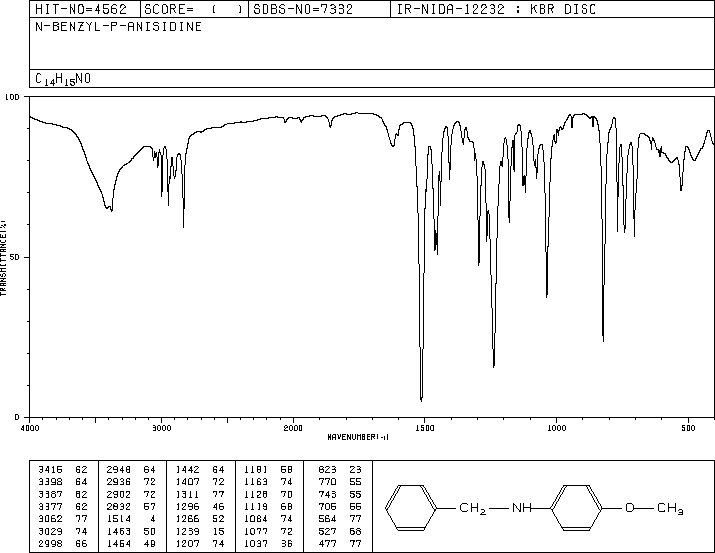 HIT-NO=4562 SCORE= ( ) SDBS-NO=7332 IR-NIDA-12232 : KBR DISC
N-BENZYL-P-ANISIDINE
C14H15NO
100
50
0
TRANSMITTANCE(%)
4000 3000 2000 1500 1000 500
WAVENUMBER(-1)
3415 62 2948 64 1442 64 1181 58 823 23
3398 64 2936 72 1407 72 1163 74 770 55
3387 62 2902 72 1311 77 1128 70 743 55
3377 62 2832 57 1296 46 1119 68 706 55
3062 77 1514 4 1266 52 1084 74 564 77
3029 74 1463 50 1239 15 1077 72 527 68
2998 66 1454 49 1207 74 1037 36 477 77
CH2 NH O CH3